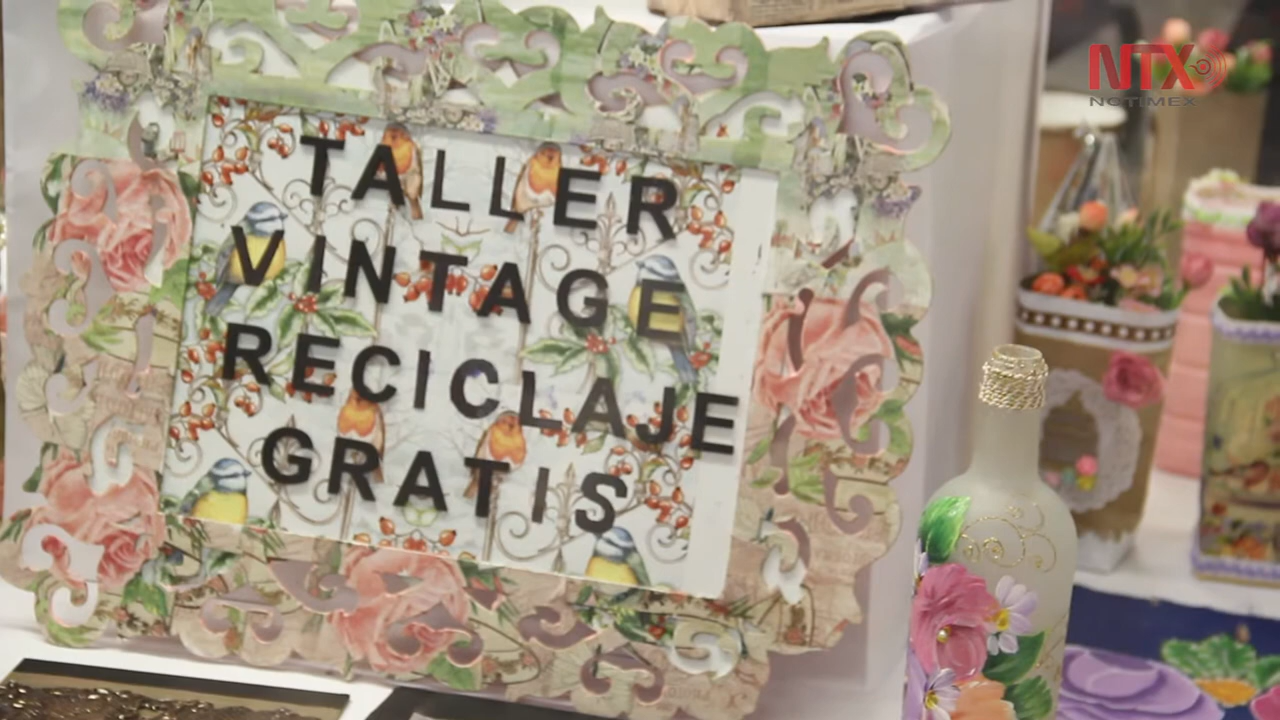 TALLER
VINTAGE
RECICLAJE
GRATIS
NTX
NOTIMEX